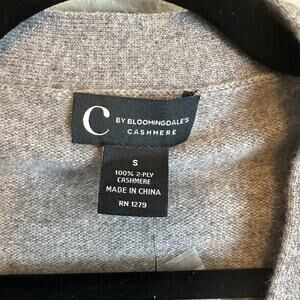 C BY BLOOMINGDALE'S
CASHMERE
S
100% 2-PLY
CASHMERE
MADE IN CHINA
RN 1279